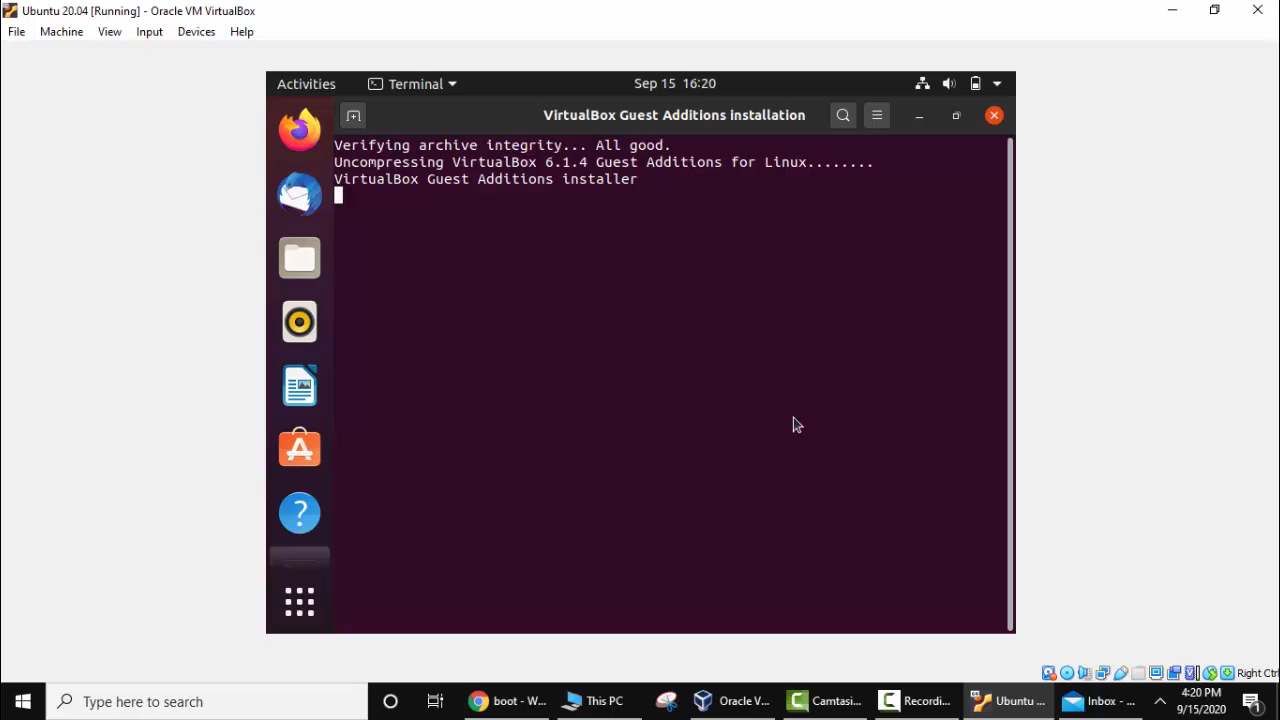 Ubuntu 20.04 [Running] - Oracle VM VirtualBox
File Machine View Input Devices Help
Activities Terminal Sep 15 16:20
VirtualBox Guest Additions installation
Verifying archive integrity... All good.
Uncompressing VirtualBox 6.1.4 Guest Additions for Linux........
VirtualBox Guest Additions installer
Right Ctrl
Type here to search
boot - W...
This PC
Oracle V...
Camtasi...
Recordi...
Ubuntu ...
Inbox - ...
4:20 PM
9/15/2020
1